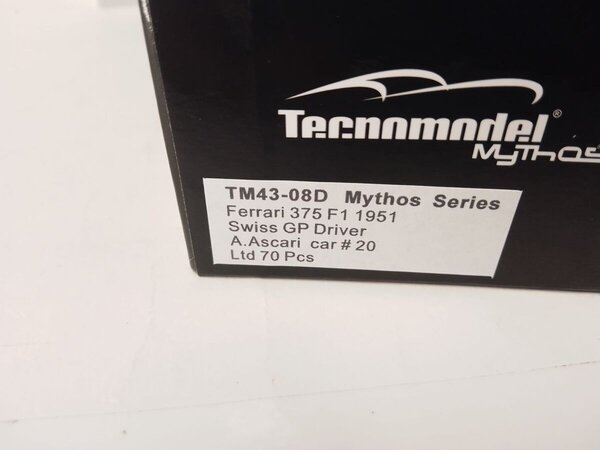 Tecnomodel®
Mythos
TM43-08D Mythos Series
Ferrari 375 F1 1951
Swiss GP Driver
A.Ascari car # 20
Ltd 70 Pcs